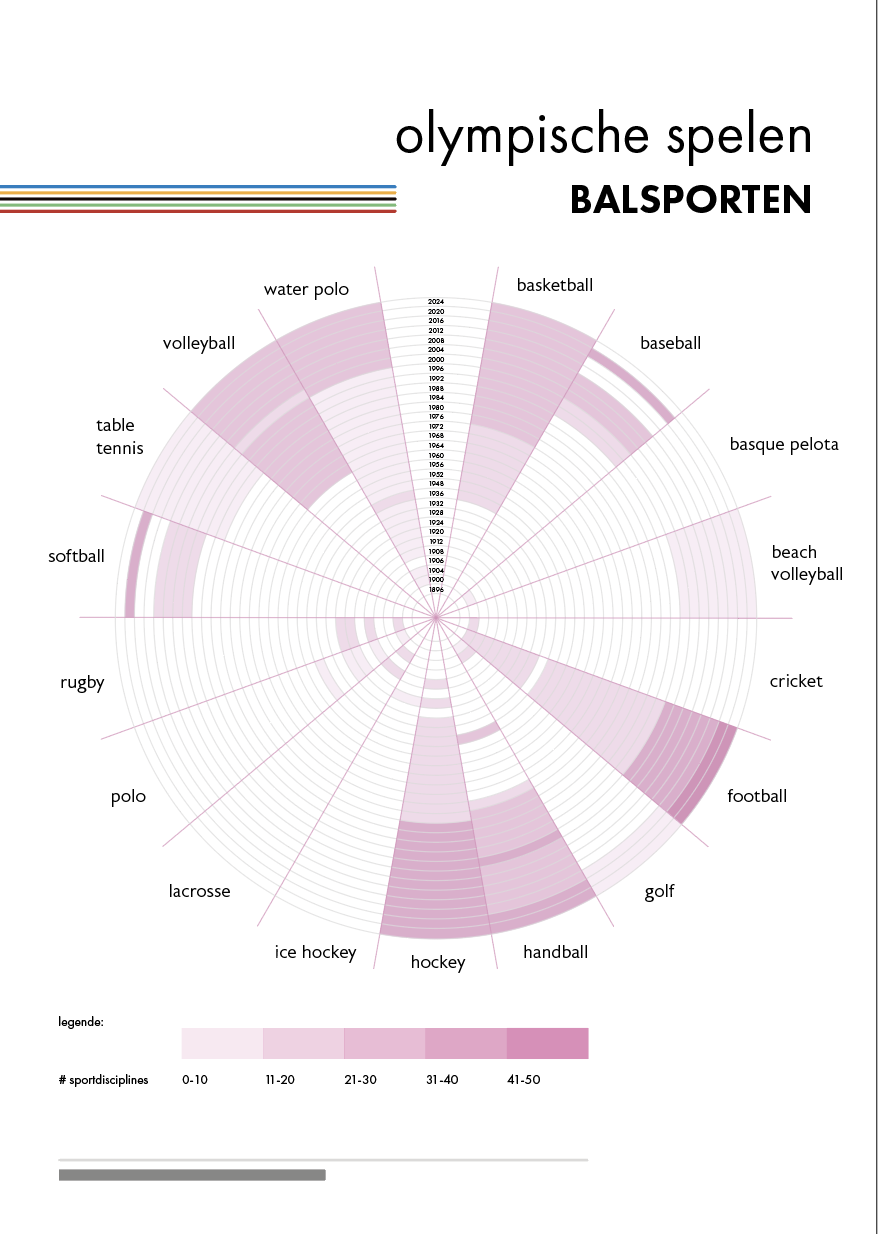 olympische spelen
BALSPORTEN
water polo
basketball
volleyball
baseball
table
tennis
basque pelota
softball
beach
volleyball
rugby
cricket
polo
football
lacrosse
golf
ice hockey
hockey
handball
2024
2020
2016
2012
2008
2004
2000
1996
1992
1988
1984
1980
1976
1972
1968
1964
1960
1956
1952
1948
1936
1932
1928
1924
1920
1912
1908
1906
1904
1900
1896
legende:
# sportdisciplines
0-10
11-20
21-30
31-40
41-50